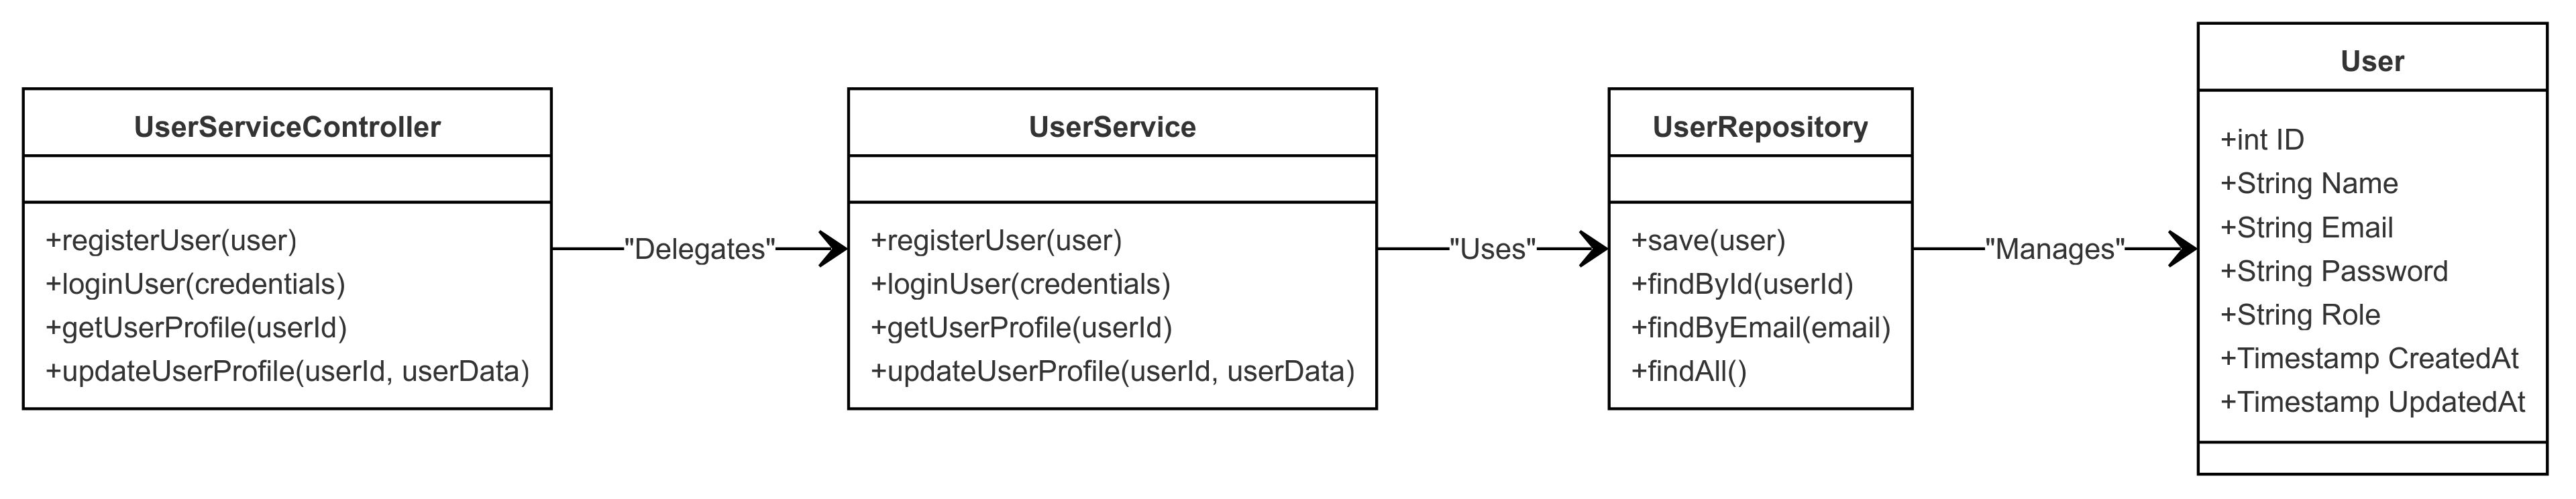 UserServiceController
+registerUser(user)
+loginUser(credentials)
+getUserProfile(userId)
+updateUserProfile(userId, userData)
"Delegates"
UserService
+registerUser(user)
+loginUser(credentials)
+getUserProfile(userId)
+updateUserProfile(userId, userData)
"Uses"
UserRepository
+save(user)
+findById(userId)
+findByEmail(email)
+findAll()
"Manages"
User
+int ID
+String Name
+String Email
+String Password
+String Role
+Timestamp CreatedAt
+Timestamp UpdatedAt